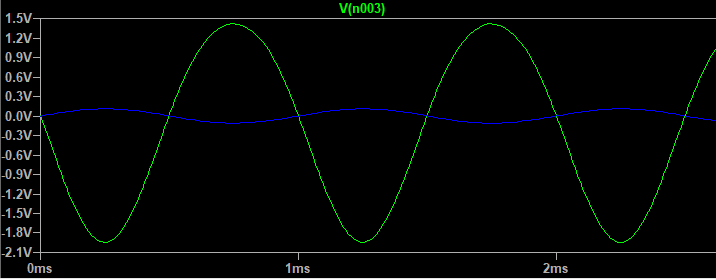 V(n003)
1.5V
1.2V
0.9V
0.6V
0.3V
0.0V
-0.3V
-0.6V
-0.9V
-1.2V
-1.5V
-1.8V
-2.1V
0ms 1ms 2ms